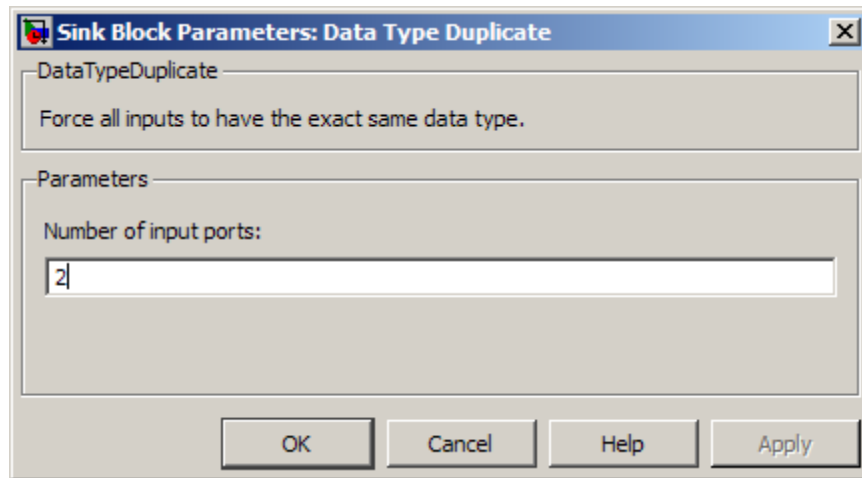 Sink Block Parameters: Data Type Duplicate
DataTypeDuplicate
Force all inputs to have the exact same data type.
Parameters
Number of input ports:
2
OK Cancel Help Apply